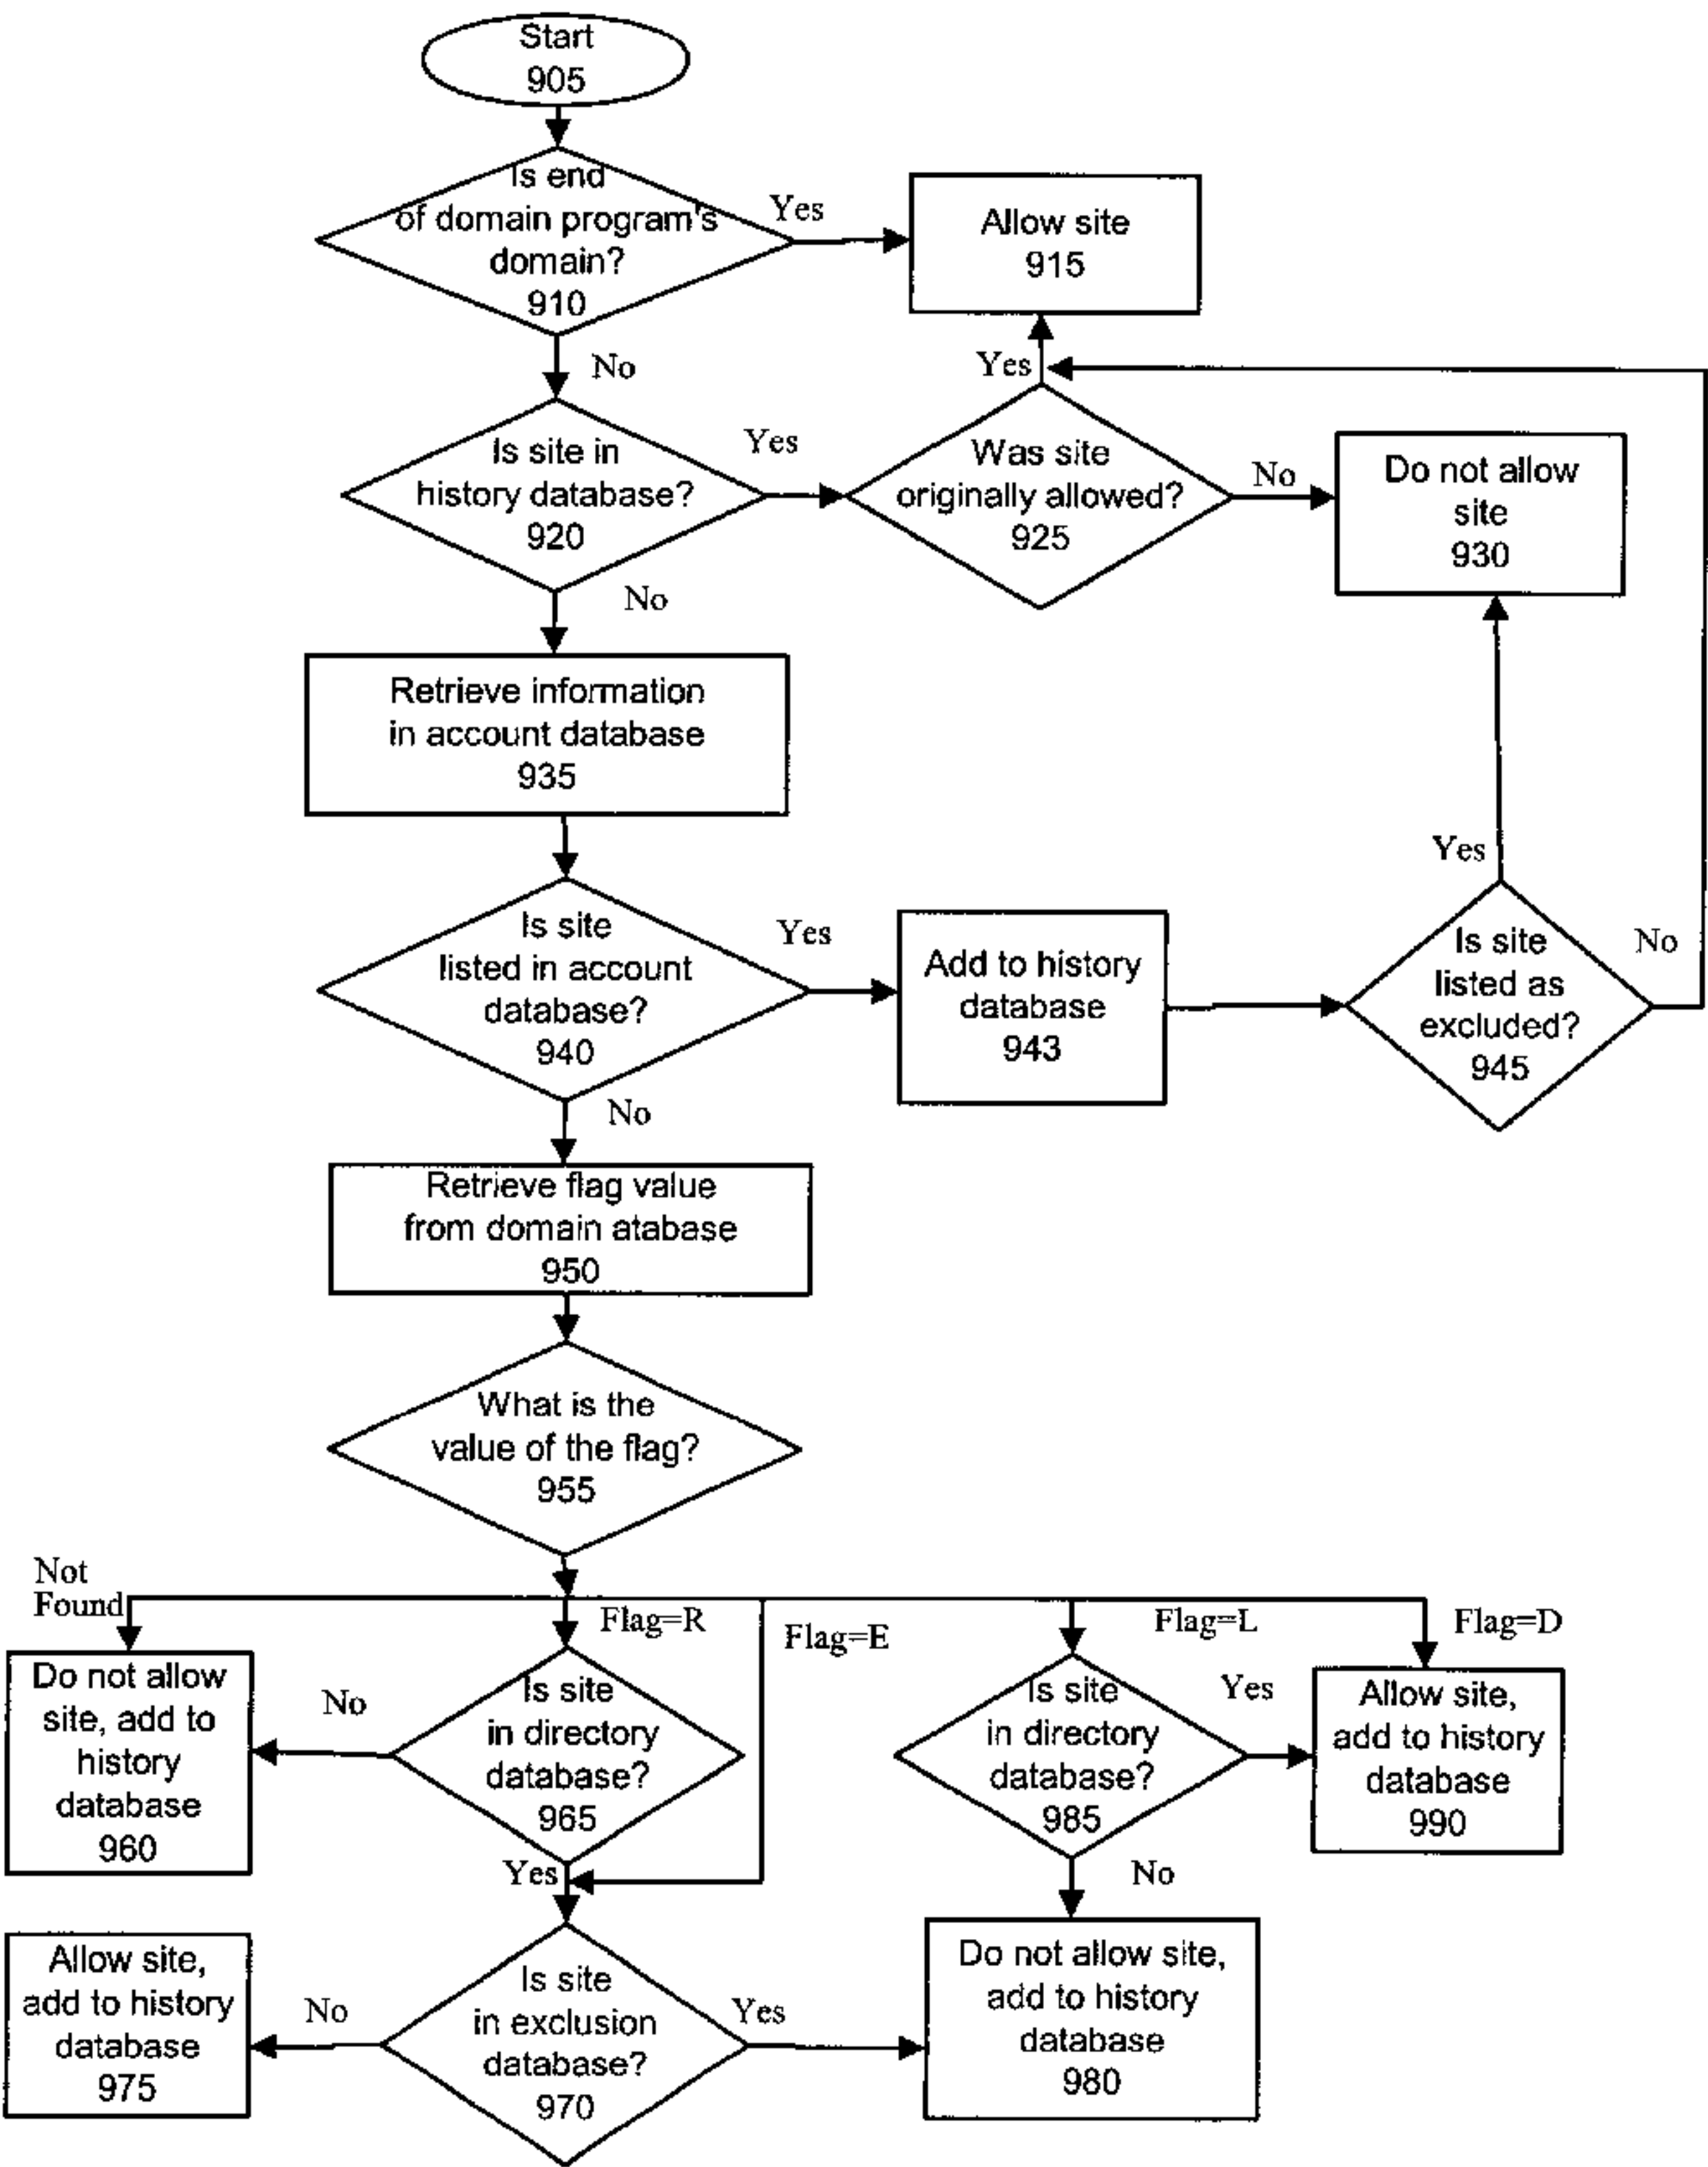 Start
905
Is end
of domain program's
domain?
910
Yes
Allow site
915
No
Yes
Is site in
history database?
920
Yes
Was site
originally allowed?
925
No
Do not allow
site
930
No
Retrieve information
in account database
935
Yes
Is site
listed in account
database?
940
Yes
Add to history
database
943
Is site
listed as
excluded?
945
No
No
Retrieve flag value
from domain atabase
950
What is the
value of the flag?
955
Not
Found
Flag=R
Flag=E
Flag=L
Flag=D
Do not allow
site, add to
history
database
960
No
Is site
in directory
database?
965
Is site
in directory
database?
985
Yes
Allow site,
add to history
database
990
Yes
No
Allow site,
add to history
database
975
No
Is site
in exclusion
database?
970
Yes
Do not allow site,
add to history
database
980